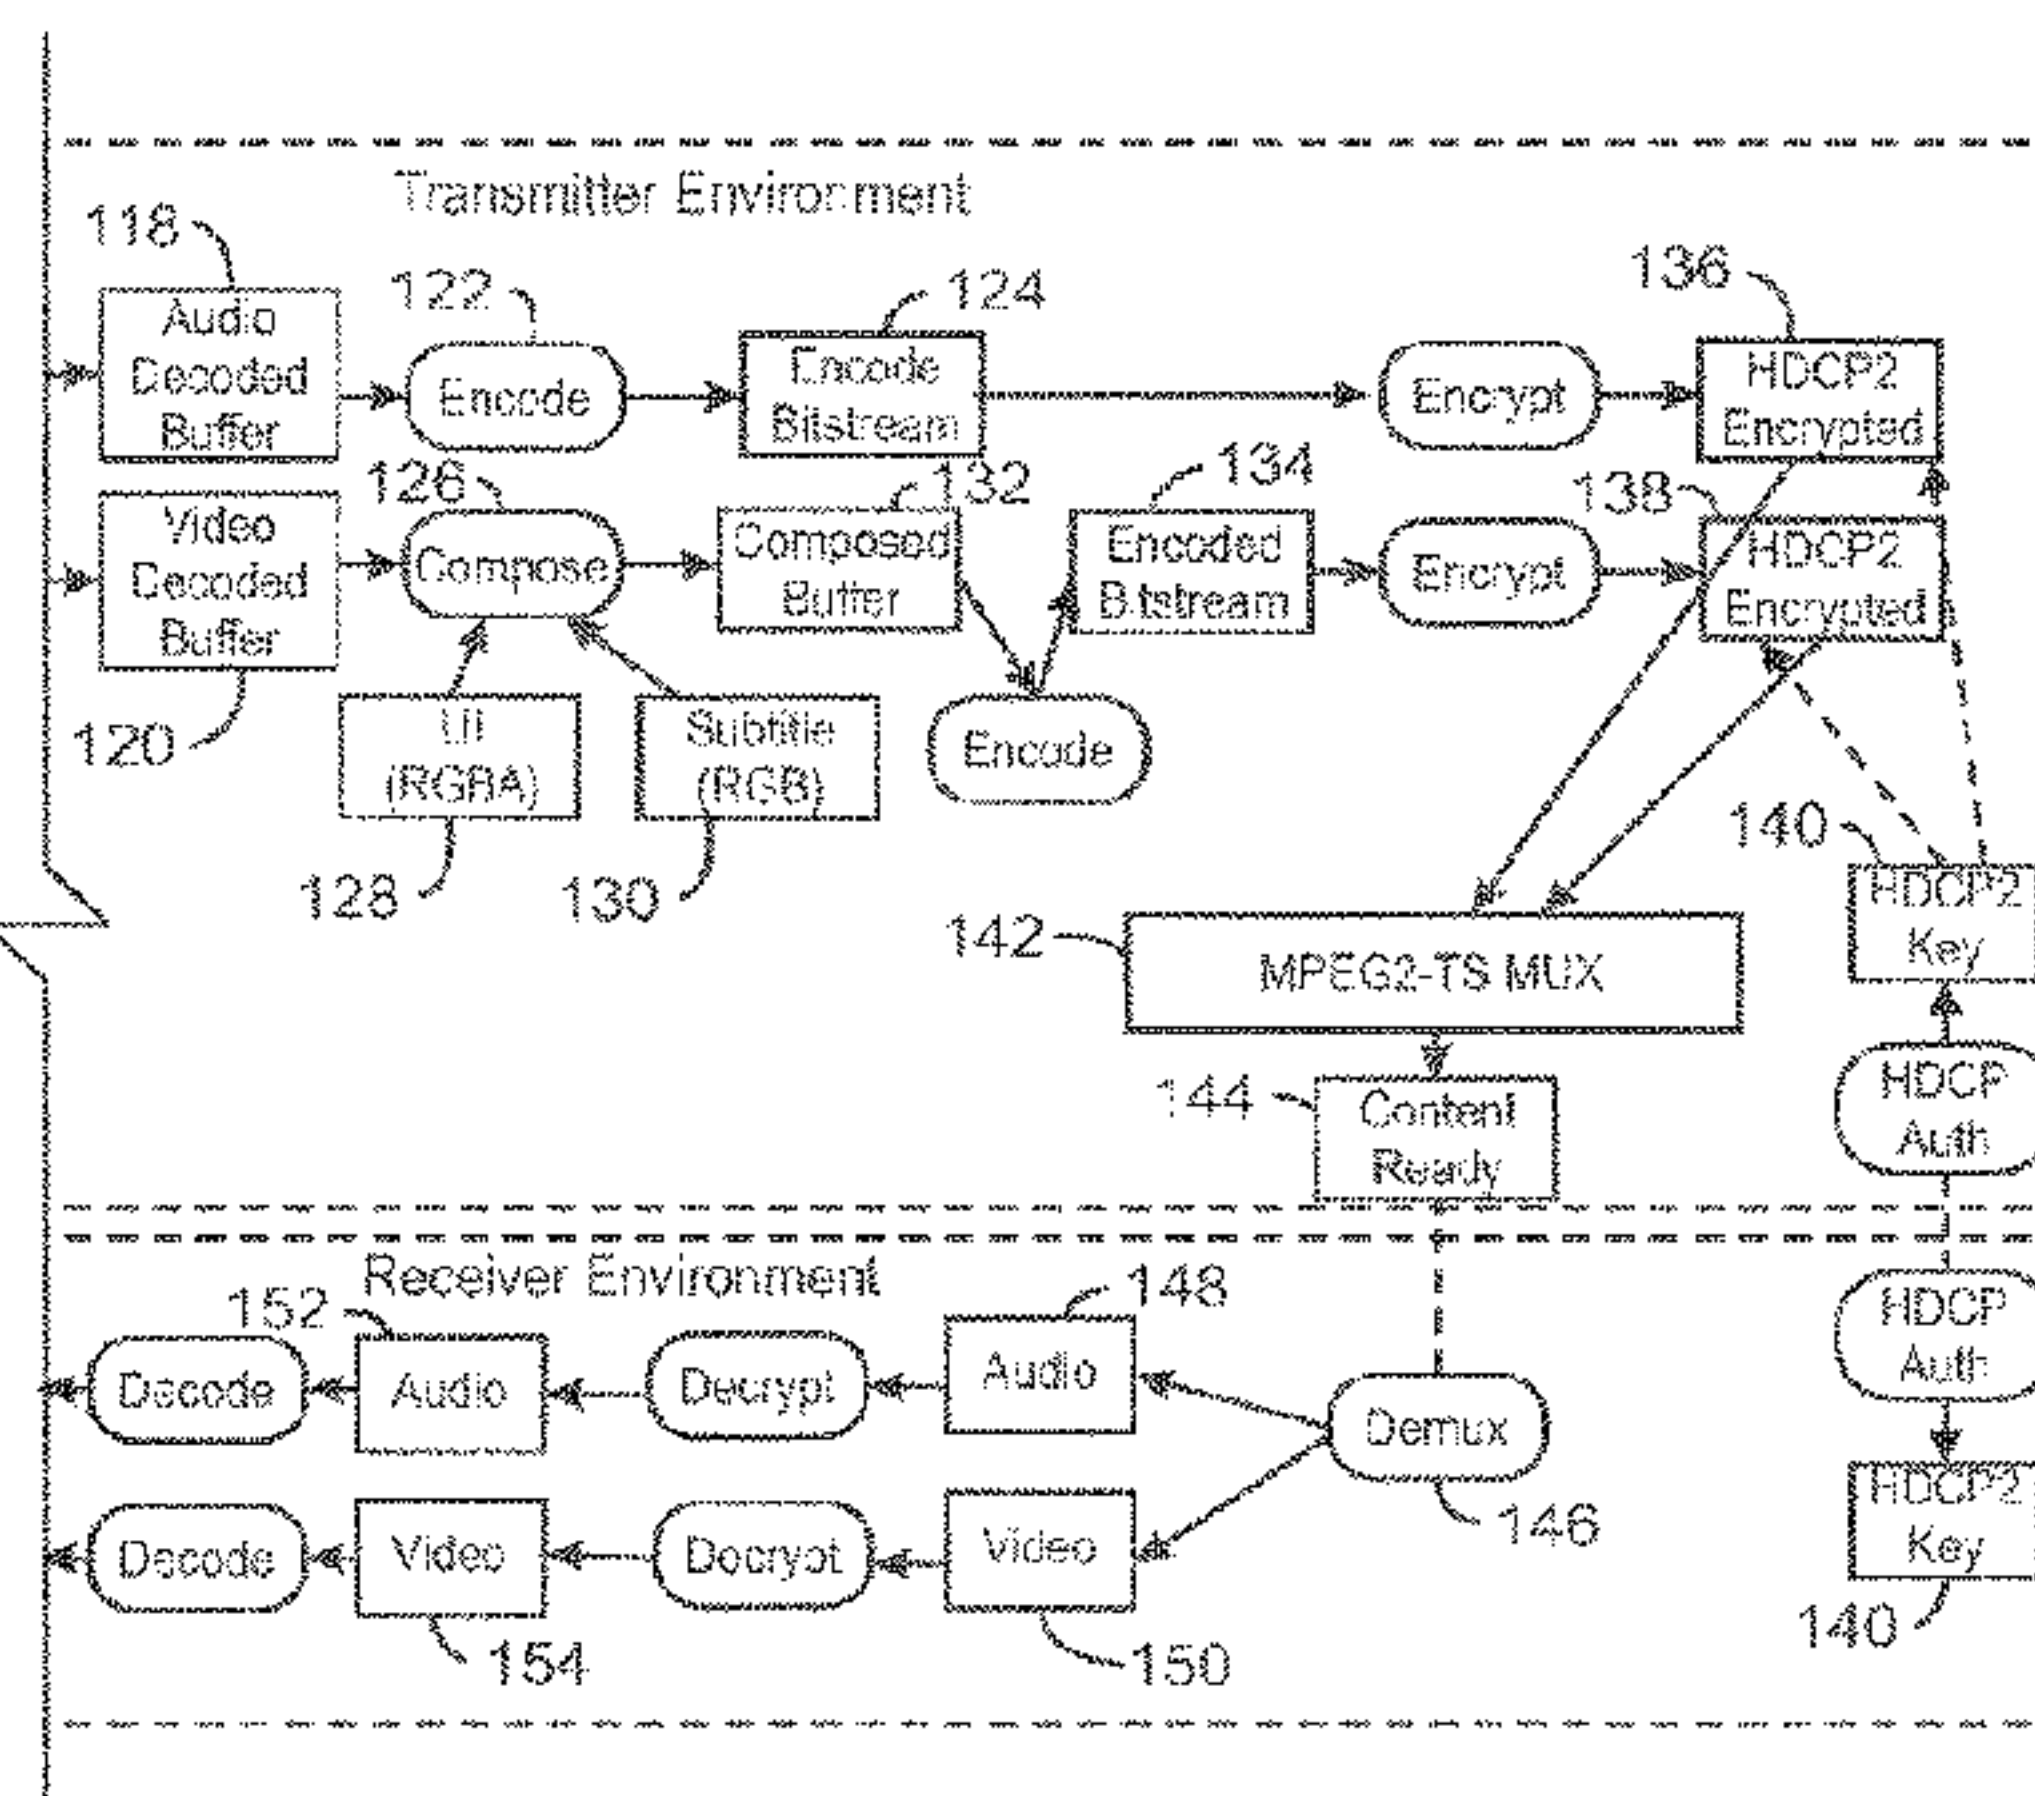 Transmitter Environment
118
122
124
136
Audio
Decoded
Buffer
Encode
Encode
Bitstream
Encrypt
HDCP2
Encrypted
126
132
134
138
Video
Decoded
Buffer
Compose
Composed
Buffer
Encoded
Bitstream
Encrypt
HDCP2
Encrypted
120
UI
(RGBA)
Subtitle
(RGB)
Encode
128
130
140
HDCP2
Key
142
MPEG2-TS MUX
144
Content
Ready
HDCP
Auth
Receiver Environment
152
148
HDCP
Auth
Decode
Audio
Decrypt
Audio
Demux
146
Decode
Video
Decrypt
Video
HDCP2
Key
154
150
140